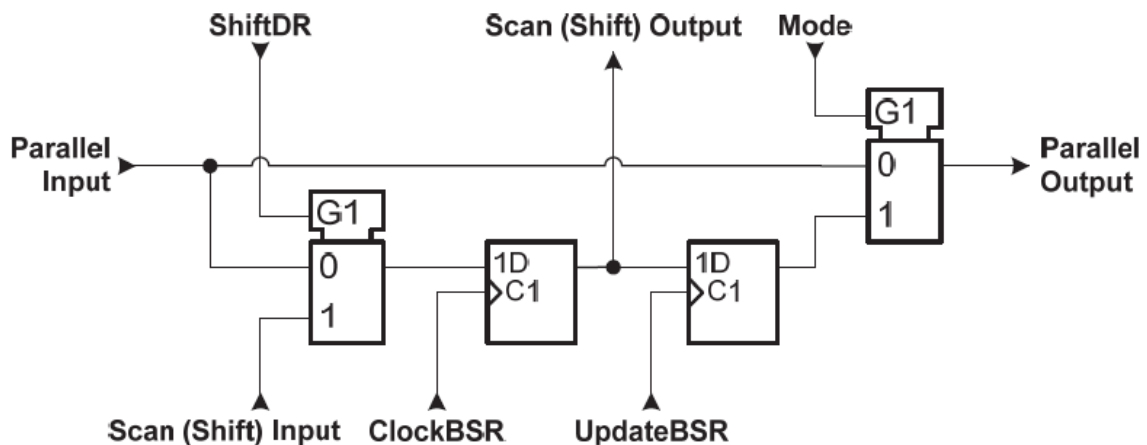 ShiftDR
Scan (Shift) Output
Mode
G1
Parallel
Input
0
Parallel
Output
1
G1
0
1
1D
C1
1D
C1
Scan (Shift) Input
ClockBSR
UpdateBSR